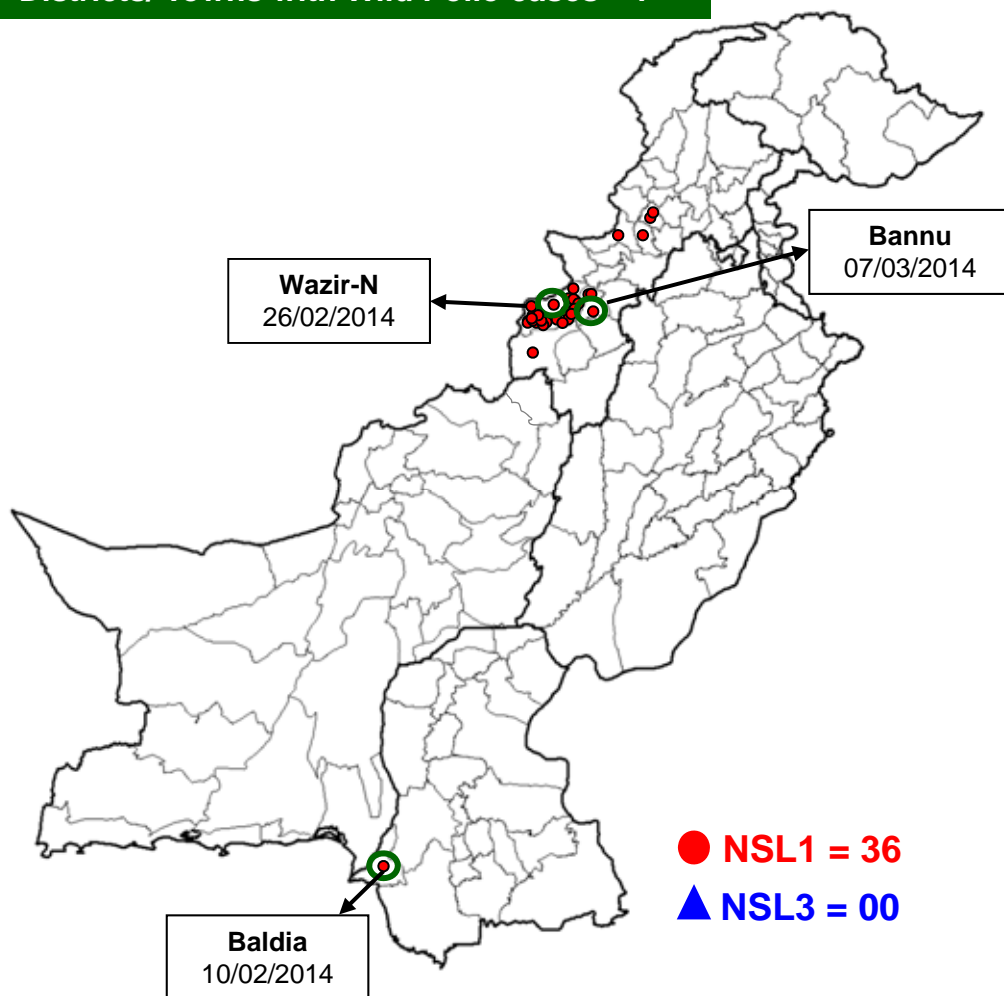 Bannu
07/03/2014
Wazir-N
26/02/2014
NSL1 = 36
NSL3 = 00
Baldia
10/02/2014